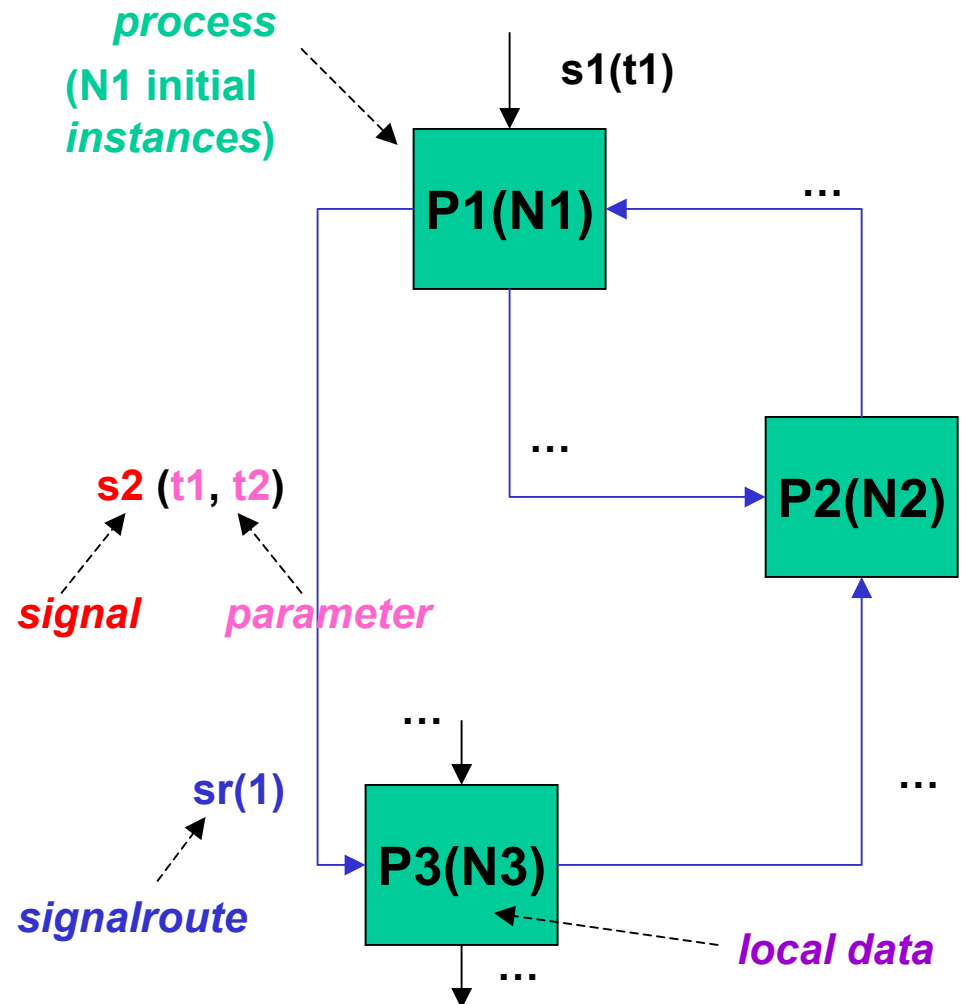 process
(N1 initial
instances)
s1(t1)
P1(N1)
…
…
P2(N2)
s2 (t1, t2)
signal
parameter
…
sr(1)
…
P3(N3)
signalroute
local data
…